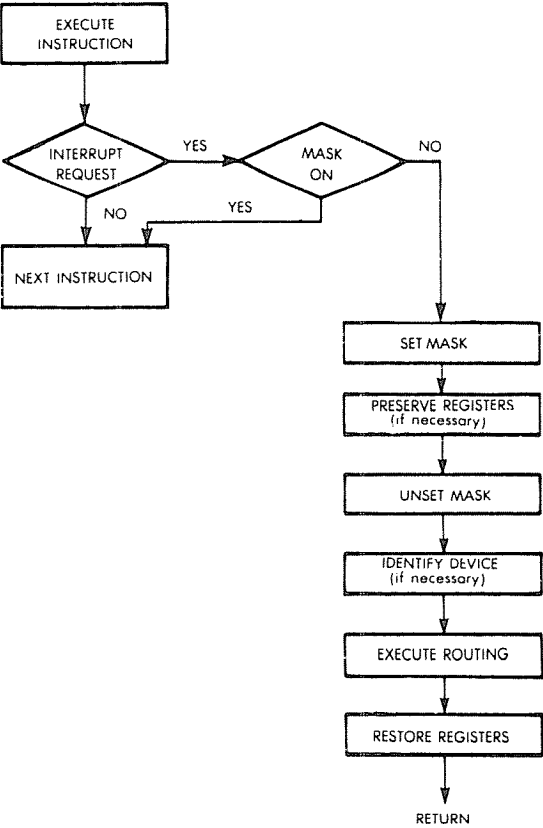 EXECUTE
INSTRUCTION
INTERRUPT
REQUEST
YES
MASK
ON
NO
NO
YES
NEXT INSTRUCTION
SET MASK
PRESERVE REGISTERS
(if necessary)
UNSET MASK
IDENTIFY DEVICE
(if necessary)
EXECUTE ROUTING
RESTORE REGISTERS
RETURN